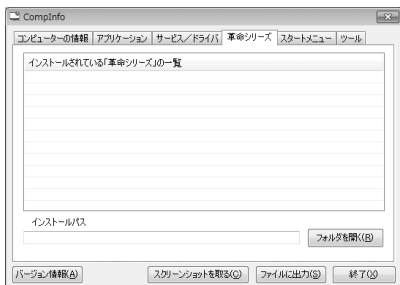 CompInfo
コンピューターの情報 アプリケーション サービス／ドライバ 革命シリーズ スタートメニュー ツール
インストールされている「革命シリーズ」の一覧
インストールパス
フォルダを開く(R)
バージョン情報(A) スクリーンショットを取る(C) ファイルに出力(S) 終了(X)